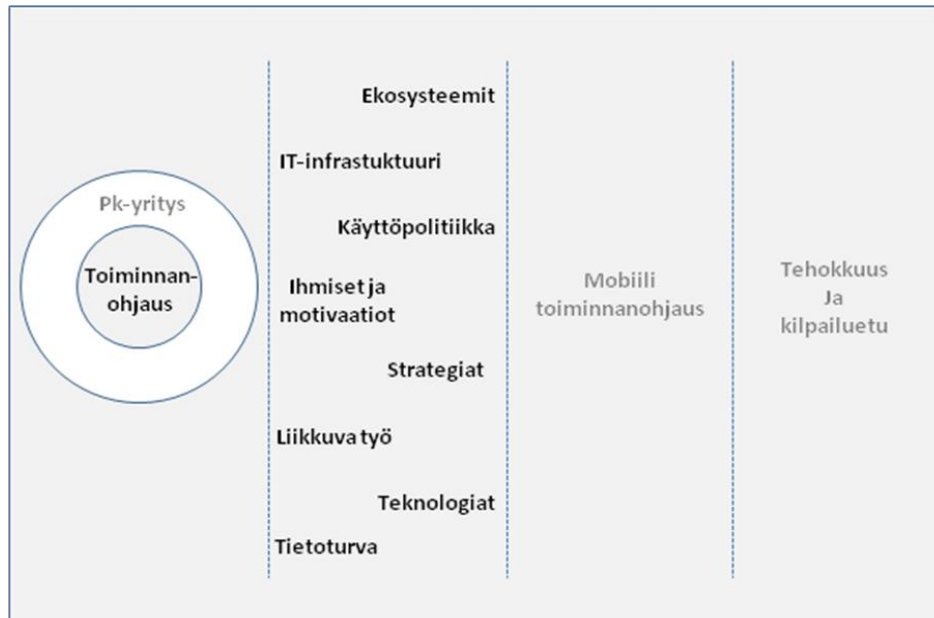 Pk-yritys
Toiminnan-
ohjaus
Ekosysteemit
IT-infrastuktuuri
Käyttöpolitiikka
Ihmiset ja
motivaatiot
Strategiat
Liikkuva työ
Teknologiat
Tietoturva
Mobiili
toiminnanohjaus
Tehokkuus
Ja
kilpailuetu